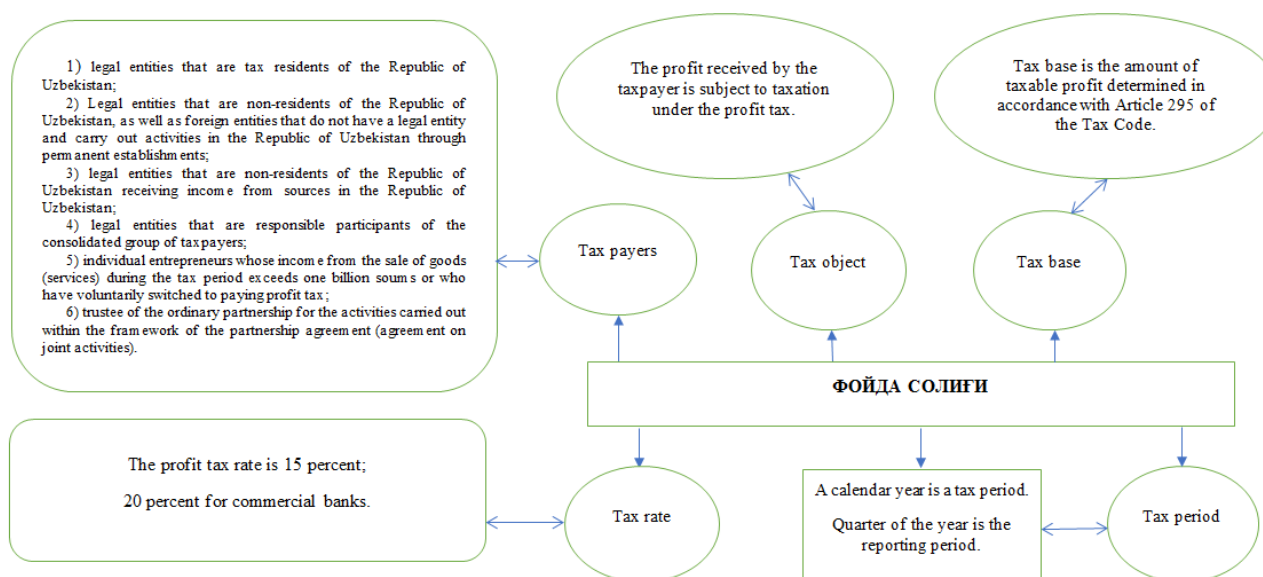 1) legal entities that are tax residents of the Republic of
Uzbekistan;
2) Legal entities that are non-residents of the Republic of
Uzbekistan, as well as foreign entities that do not have a legal entity
and carry out activities in the Republic of Uzbekistan through
permanent establishments;
3) legal entities that are non-residents of the Republic of
Uzbekistan receiving income from sources in the Republic of
Uzbekistan;
4) legal entities that are responsible participants of the
consolidated group of taxpayers;
5) individual entrepreneurs whose income from the sale of goods
(services) during the tax period exceeds one billion soums or who
have voluntarily switched to paying profit tax;
6) trustee of the ordinary partnership for the activities carried out
within the framework of the partnership agreement (agreement on
joint activities).
The profit received by the
taxpayer is subject to taxation
under the profit tax.
Tax base is the amount of
taxable profit determined in
accordance with Article 295 of
the Tax Code.
Tax payers
Tax object
Tax base
ФОЙДА СОЛИҒИ
The profit tax rate is 15 percent;
20 percent for commercial banks.
Tax rate
A calendar year is a tax period.
Quarter of the year is the
reporting period.
Tax period